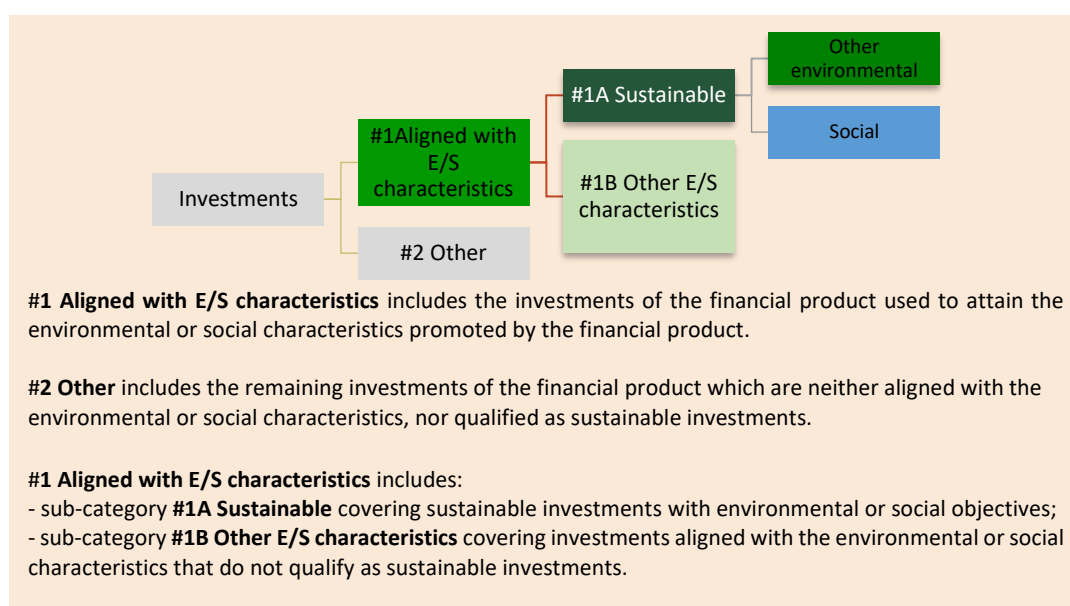 Other
environmental
#1A Sustainable
Social
#1Aligned with
E/S
characteristics
#1B Other E/S
characteristics
Investments
#2 Other
#1 Aligned with E/S characteristics includes the investments of the financial product used to attain the
environmental or social characteristics promoted by the financial product.
#2 Other includes the remaining investments of the financial product which are neither aligned with the
environmental or social characteristics, nor qualified as sustainable investments.
#1 Aligned with E/S characteristics includes:
- sub-category #1A Sustainable covering sustainable investments with environmental or social objectives;
- sub-category #1B Other E/S characteristics covering investments aligned with the environmental or social
characteristics that do not qualify as sustainable investments.